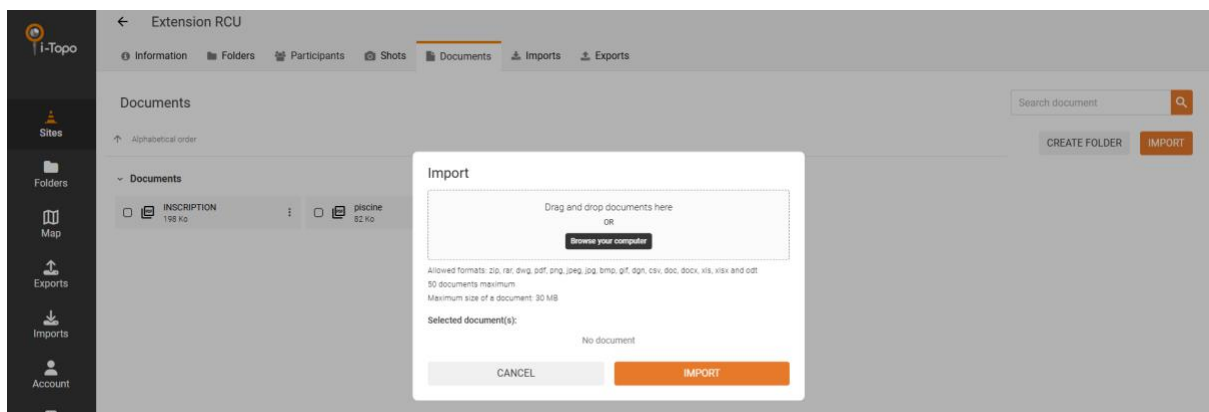 i-Topo
Extension RCU
Information Folders Participants Shots Documents Imports Exports
Documents
Search document
Alphabetical order
CREATE FOLDER IMPORT
Documents
INSCRIPTION
198 Ko
piscine
82 Ko
Sites
Folders
Map
Exports
Imports
Account
Import
Drag and drop documents here
OR
Browse your computer
Allowed formats: zip, rar, dwg, pdf, png, jpeg, jpg, bmp, gif, dgn, csv, doc, docx, xls, xlsx and odt
50 documents maximum
Maximum size of a document: 30 MB
Selected document(s):
No document
CANCEL IMPORT